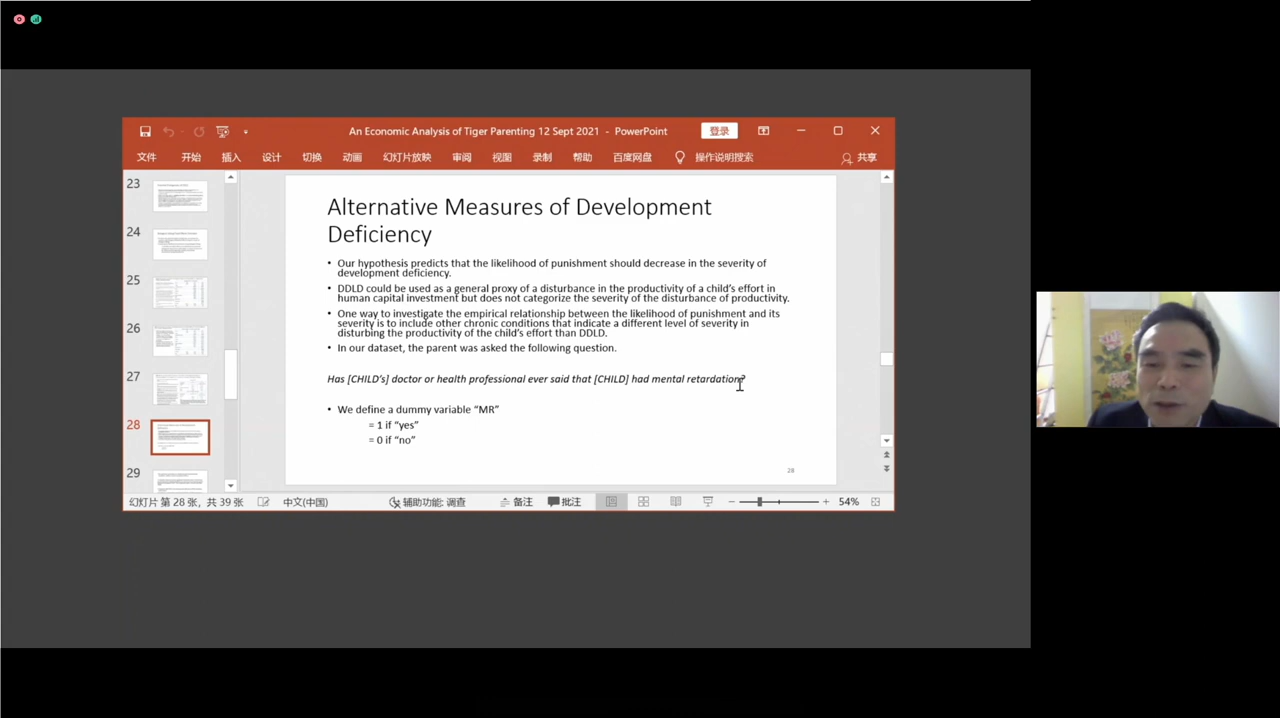 An Economic Analysis of Tiger Parenting 12 Sept 2021 - PowerPoint
登录
文件 开始 插入 设计 切换 动画 幻灯片放映 审阅 视图 录制 帮助 百度网盘 操作说明搜索 共享
23
24
25
26
27
28
29
Alternative Measures of Development
Deficiency
• Our hypothesis predicts that the likelihood of punishment should decrease in the severity of
development deficiency.
• DDLD could be used as a general proxy of a disturbance in the productivity of a child's effort in
human capital investment but does not categorize the severity of the disturbance of productivity.
• One way to investigate the empirical relationship between the likelihood of punishment and its
severity is to include other chronic conditions that indicate a different level of severity in
disturbing the productivity of the child's effort than DDLD.
• In our dataset, the parent was asked the following question.
Has [CHILD's] doctor or health professional ever said that [CHILD] had mental retardation?
• We define a dummy variable “MR”
= 1 if “yes”
= 0 if “no”
28
幻灯片 第 28 张，共 39 张 中文(中国) 辅助功能: 调查 备注 批注 54%